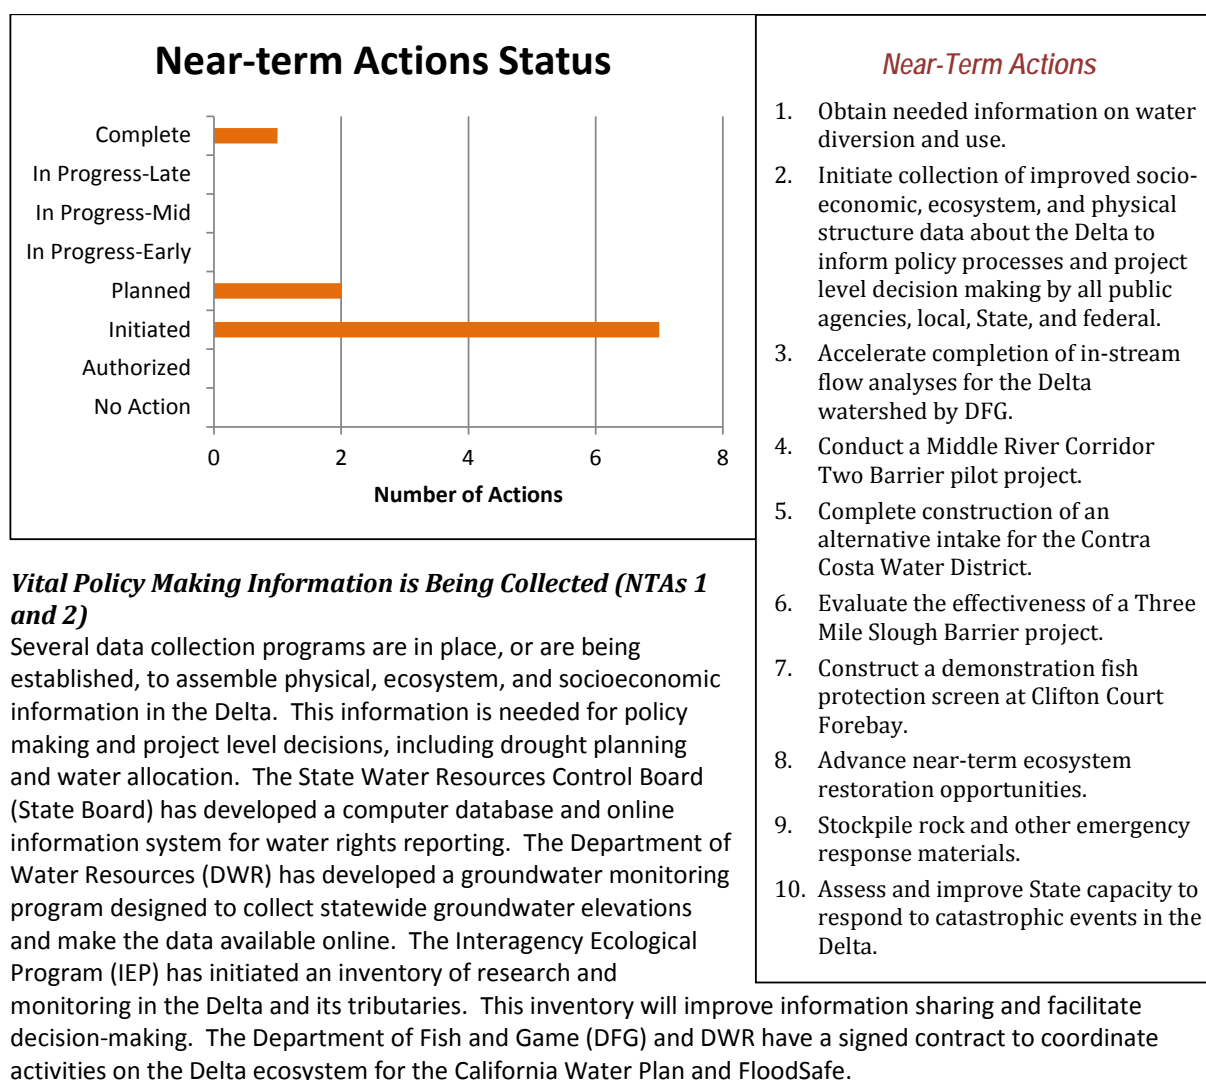 Near-term Actions Status
Complete
In Progress-Late
In Progress-Mid
In Progress-Early
Planned
Initiated
Authorized
No Action
0 2 4 6 8
Number of Actions
Near-Term Actions
1. Obtain needed information on water
diversion and use.
2. Initiate collection of improved socio-
economic, ecosystem, and physical
structure data about the Delta to
inform policy processes and project
level decision making by all public
agencies, local, State, and federal.
3. Accelerate completion of in-stream
flow analyses for the Delta
watershed by DFG.
4. Conduct a Middle River Corridor
Two Barrier pilot project.
5. Complete construction of an
alternative intake for the Contra
Costa Water District.
6. Evaluate the effectiveness of a Three
Mile Slough Barrier project.
7. Construct a demonstration fish
protection screen at Clifton Court
Forebay.
8. Advance near-term ecosystem
restoration opportunities.
9. Stockpile rock and other emergency
response materials.
10. Assess and improve State capacity to
respond to catastrophic events in the
Delta.
Vital Policy Making Information is Being Collected (NTAs 1
and 2)
Several data collection programs are in place, or are being
established, to assemble physical, ecosystem, and socioeconomic
information in the Delta. This information is needed for policy
making and project level decisions, including drought planning
and water allocation. The State Water Resources Control Board
(State Board) has developed a computer database and online
information system for water rights reporting. The Department of
Water Resources (DWR) has developed a groundwater monitoring
program designed to collect statewide groundwater elevations
and make the data available online. The Interagency Ecological
Program (IEP) has initiated an inventory of research and
monitoring in the Delta and its tributaries. This inventory will improve information sharing and facilitate
decision-making. The Department of Fish and Game (DFG) and DWR have a signed contract to coordinate
activities on the Delta ecosystem for the California Water Plan and FloodSafe.